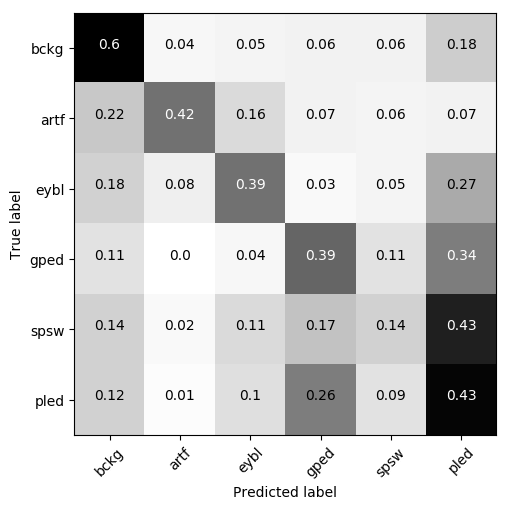 bckg 0.6 0.04 0.05 0.06 0.06 0.18
artf 0.22 0.42 0.16 0.07 0.06 0.07
eybl 0.18 0.08 0.39 0.03 0.05 0.27
gped 0.11 0.0 0.04 0.39 0.11 0.34
spsw 0.14 0.02 0.11 0.17 0.14 0.43
pled 0.12 0.01 0.1 0.26 0.09 0.43
True label
bckg artf eybl gped spsw pled
Predicted label